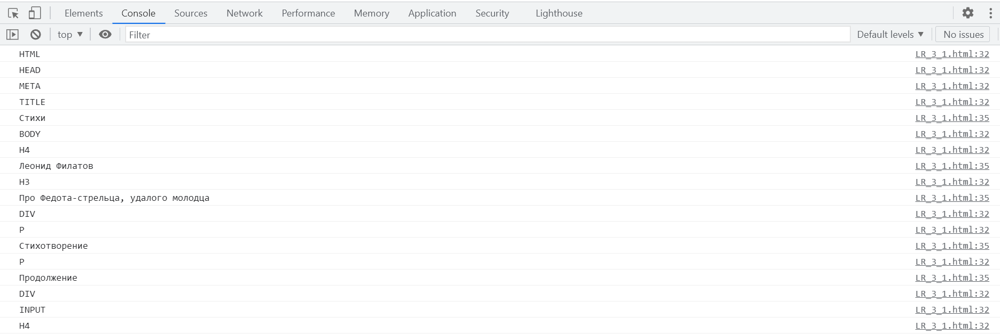 Elements Console Sources Network Performance Memory Application Security Lighthouse
top Filter Default levels No issues
HTML LR_3_1.html:32
HEAD LR_3_1.html:32
META LR_3_1.html:32
TITLE LR_3_1.html:32
Стихи LR_3_1.html:35
BODY LR_3_1.html:32
H4 LR_3_1.html:32
Леонид Филатов LR_3_1.html:35
H3 LR_3_1.html:32
Про Федота-стрельца, удалого молодца LR_3_1.html:35
DIV LR_3_1.html:32
P LR_3_1.html:32
Стихотворение LR_3_1.html:35
P LR_3_1.html:32
Продолжение LR_3_1.html:35
DIV LR_3_1.html:32
INPUT LR_3_1.html:32
H4 LR_3_1.html:32